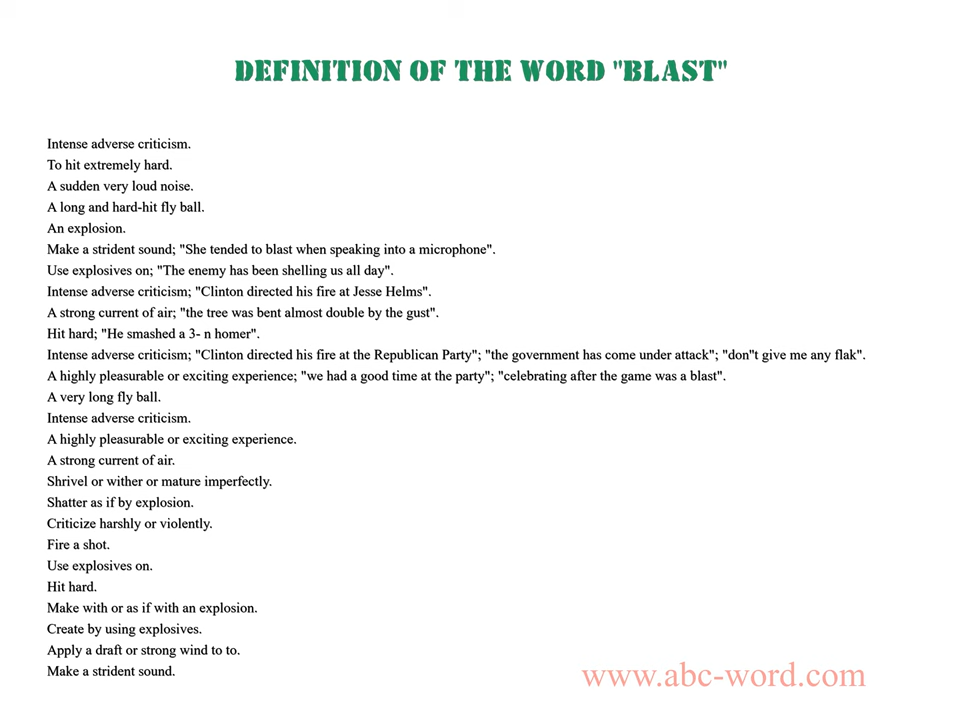 DEFINITION OF THE WORD "BLAST"
Intense adverse criticism.
To hit extremely hard.
A sudden very loud noise.
A long and hard-hit fly ball.
An explosion.
Make a strident sound; "She tended to blast when speaking into a microphone".
Use explosives on; "The enemy has been shelling us all day".
Intense adverse criticism; "Clinton directed his fire at Jesse Helms".
A strong current of air; "the tree was bent almost double by the gust".
Hit hard; "He smashed a 3- n homer".
Intense adverse criticism; "Clinton directed his fire at the Republican Party"; "the government has come under attack"; "don"t give me any flak".
A highly pleasurable or exciting experience; "we had a good time at the party"; "celebrating after the game was a blast".
A very long fly ball.
Intense adverse criticism.
A highly pleasurable or exciting experience.
A strong current of air.
Shrivel or wither or mature imperfectly.
Shatter as if by explosion.
Criticize harshly or violently.
Fire a shot.
Use explosives on.
Hit hard.
Make with or as if with an explosion.
Create by using explosives.
Apply a draft or strong wind to to.
Make a strident sound.
www.abc-word.com